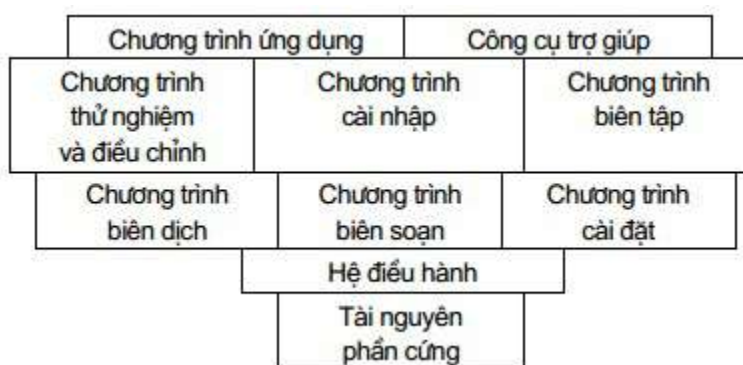 Chương trình ứng dụng Công cụ trợ giúp
Chương trình Chương trình Chương trình
thử nghiệm cài nhập biên tập
và điều chỉnh
Chương trình Chương trình Chương trình
biên dịch biên soạn cài đặt
Hệ điều hành
Tài nguyên
phần cứng